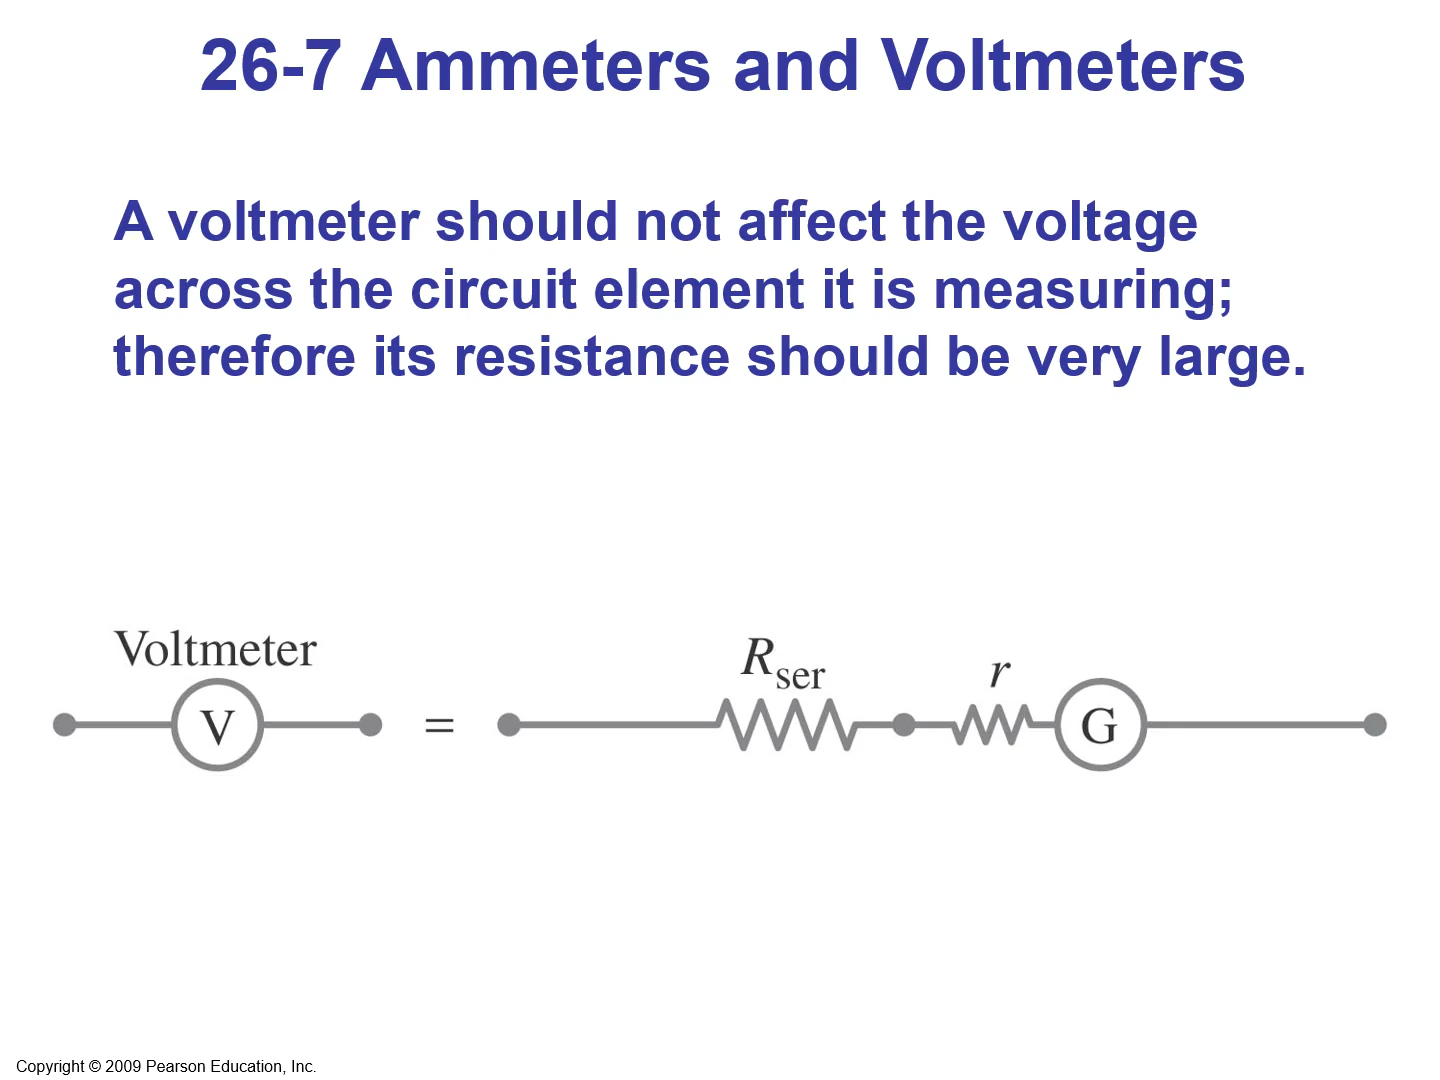 26-7 Ammeters and Voltmeters
A voltmeter should not affect the voltage
across the circuit element it is measuring;
therefore its resistance should be very large.
Voltmeter
R_ser
r
V
=
G
Copyright © 2009 Pearson Education, Inc.